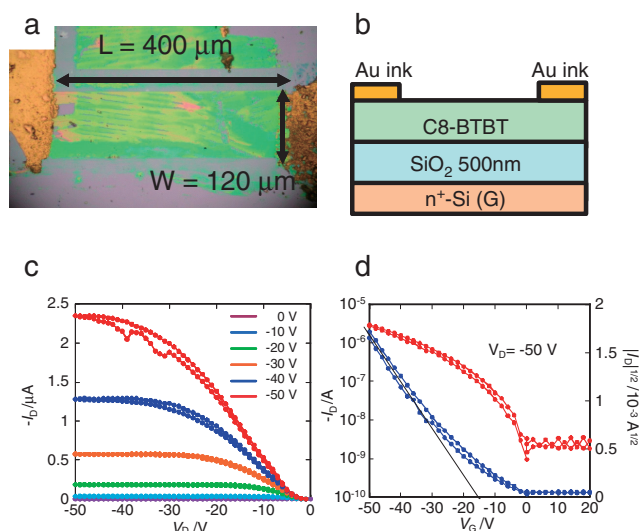 a
L = 400 μm
W = 120 μm
b
Au ink Au ink
C8-BTBT
SiO2 500nm
n+-Si (G)
c
2.5
2
1.5
1
0.5
0
-ID/μA
-50 -40 -30 -20 -10 0
VD/V
0 V
-10 V
-20 V
-30 V
-40 V
-50 V
d
10-5
10-6
10-7
10-8
10-9
10-10
-ID/A
-50 -40 -30 -20 -10 0 10 20
VG/V
VD= -50 V
2
1.5
1
0.5
0
|ID|1/2 / 10-3 A1/2